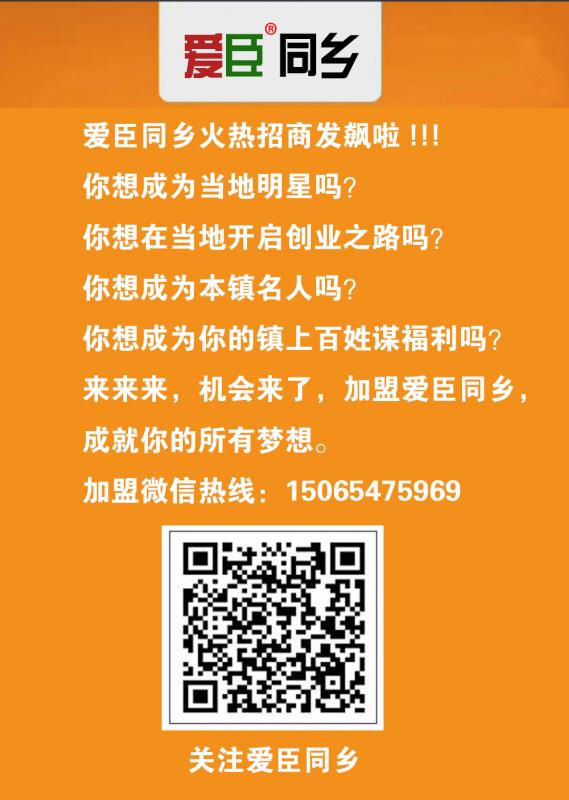 爱臣®同乡
爱臣同乡火热招商发飙啦!!!
你想成为当地明星吗?
你想在当地开启创业之路吗?
你想成为本镇名人吗?
你想成为你的镇上百姓谋福利吗?
来来来，机会来了，加盟爱臣同乡，
成就你的所有梦想。
加盟微信热线：15065475969
关注爱臣同乡